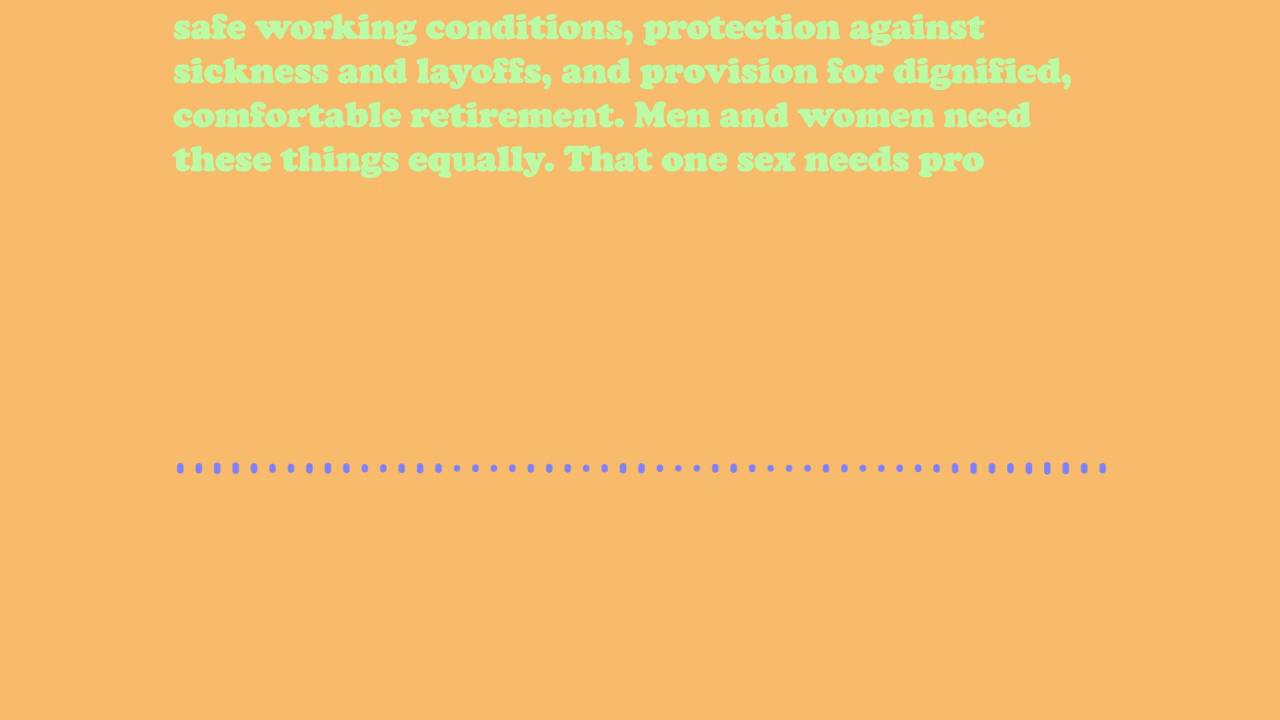 safe working conditions, protection against
sickness and layoffs, and provision for dignified,
comfortable retirement. Men and women need
these things equally. That one sex needs pro